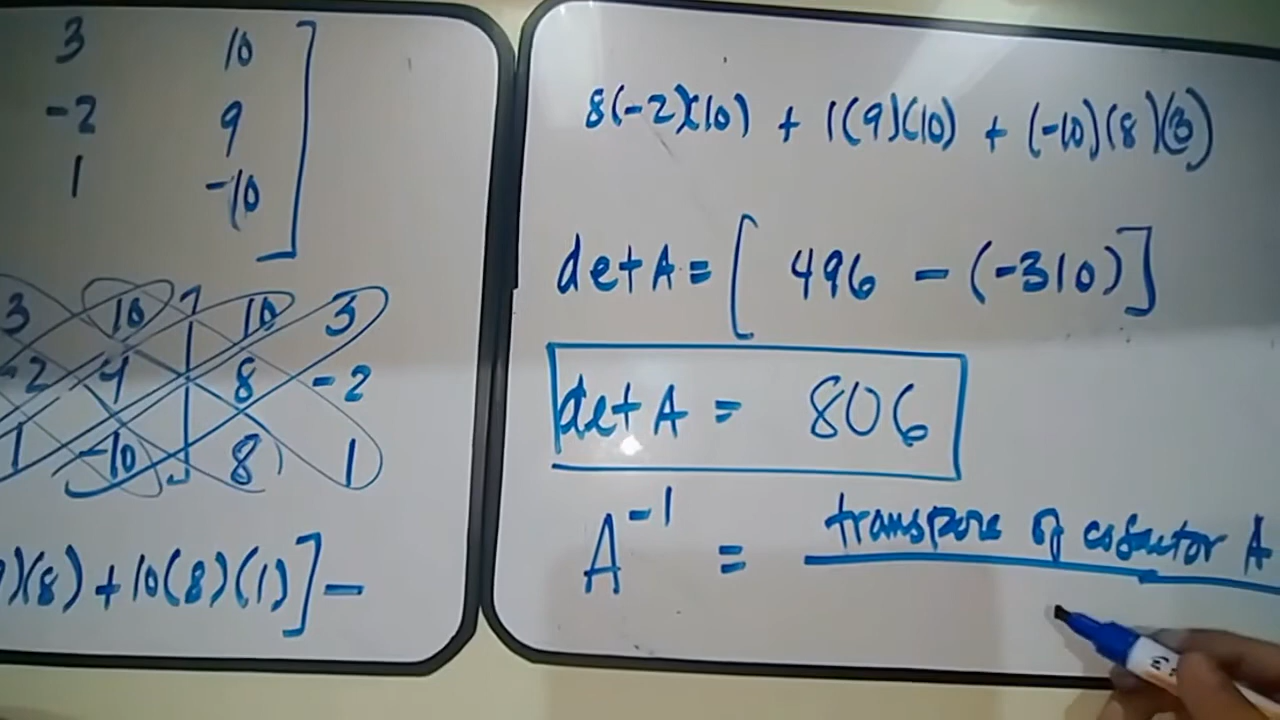 3 10
-2 9
1 -10
3 10 10 3
-2 9 8 -2
1 -10 8 1
)(8) + 10(8)(1)] -
8(-2)(10) + 1(9)(10) + (-10)(8)(3)
det A = [ 496 - (-310)]
det A = 806
A⁻¹ = transpose of cofactor A